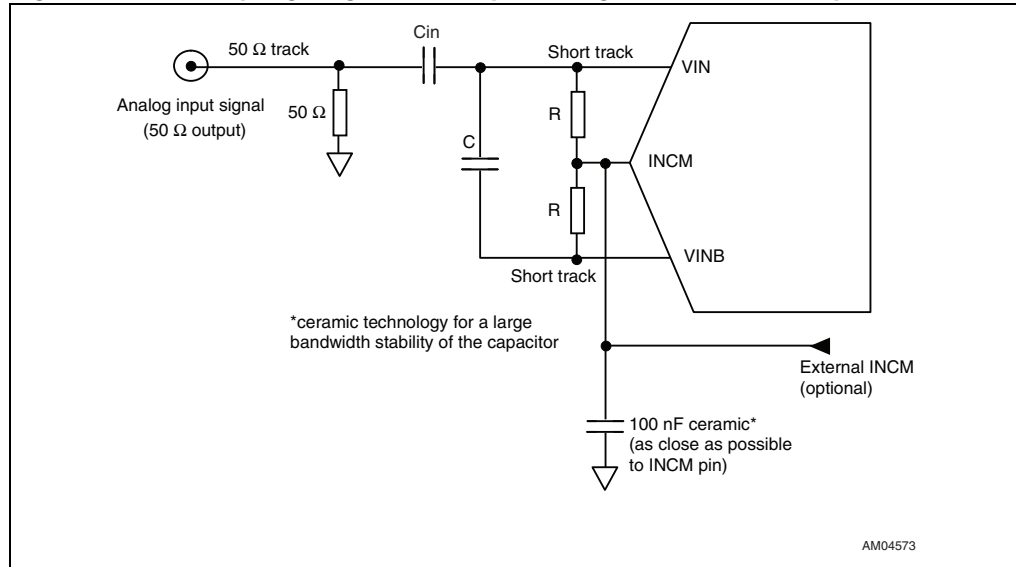 Cin
50 Ω track
Short track
VIN
Analog input signal
(50 Ω output)
50 Ω
R
C
INCM
R
VINB
Short track
*ceramic technology for a large
bandwidth stability of the capacitor
External INCM
(optional)
100 nF ceramic*
(as close as possible
to INCM pin)
AM04573